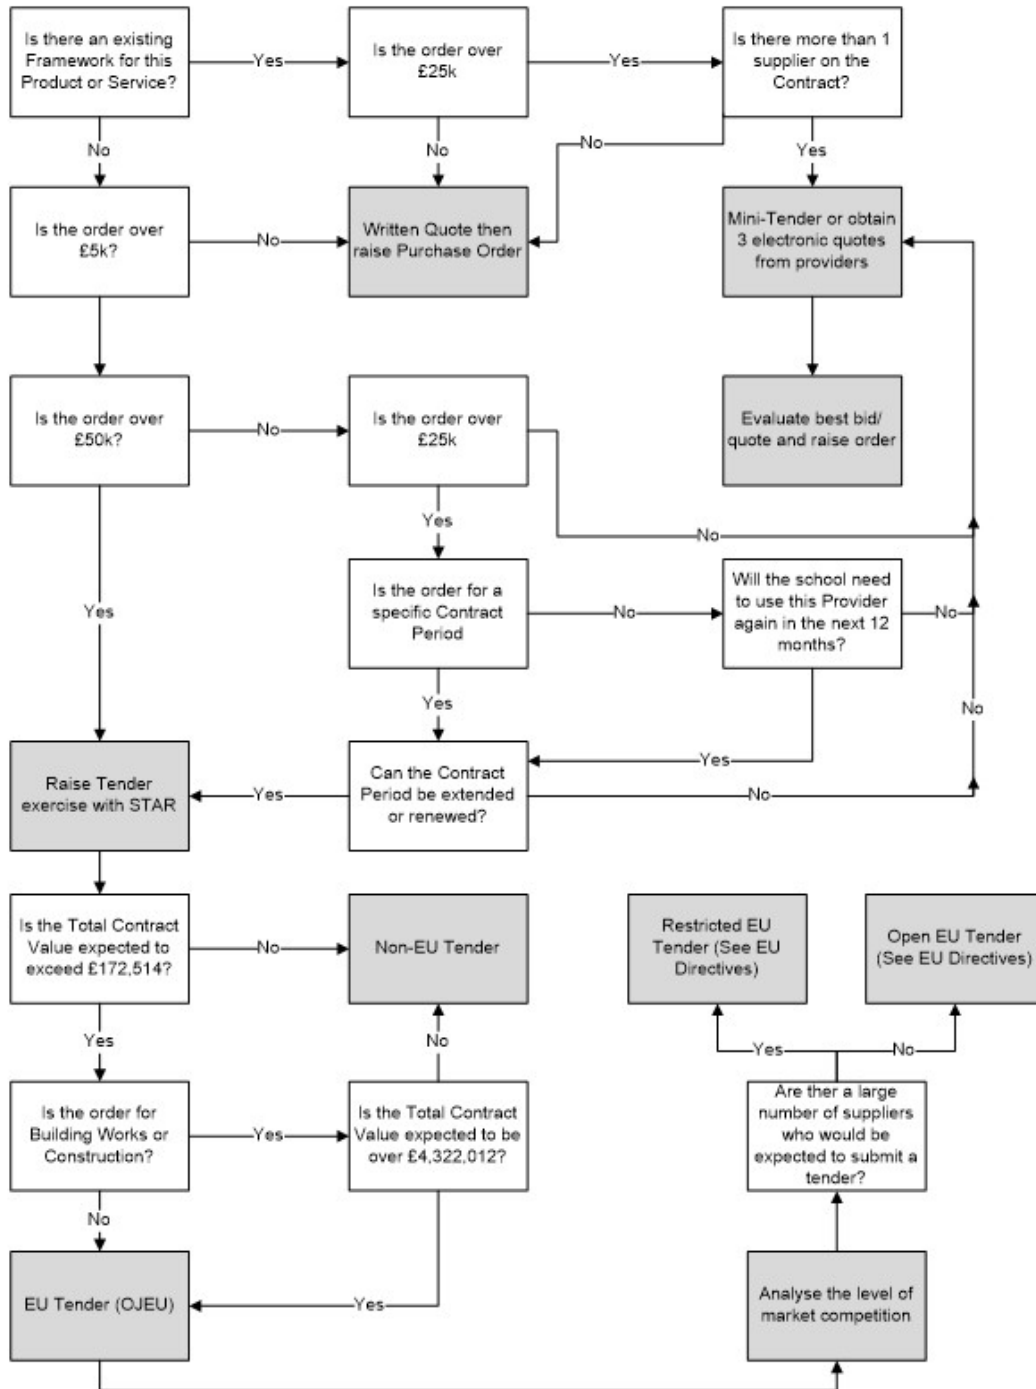 Is there an existing
Framework for this
Product or Service?
Yes
Is the order over
£25k
Yes
Is there more than 1
supplier on the
Contract?
No
No
No
Yes
Is the order over
£5k?
No
Written Quote then
raise Purchase Order
Mini-Tender or obtain
3 electronic quotes
from providers
Is the order over
£50k?
No
Is the order over
£25k
Evaluate best bid/
quote and raise order
Yes
No
Yes
Is the order for a
specific Contract
Period
No
Will the school need
to use this Provider
again in the next 12
months?
No
Yes
No
Raise Tender
exercise with STAR
Yes
Can the Contract
Period be extended
or renewed?
Yes
No
Is the Total Contract
Value expected to
exceed £172,514?
No
Non-EU Tender
Restricted EU
Tender (See EU
Directives)
Open EU Tender
(See EU Directives)
Yes
No
Yes
No
Is the order for
Building Works or
Construction?
Yes
Is the Total Contract
Value expected to be
over £4,322,012?
Are ther a large
number of suppliers
who would be
expected to submit a
tender?
No
EU Tender (OJEU)
Yes
Analyse the level of
market competition